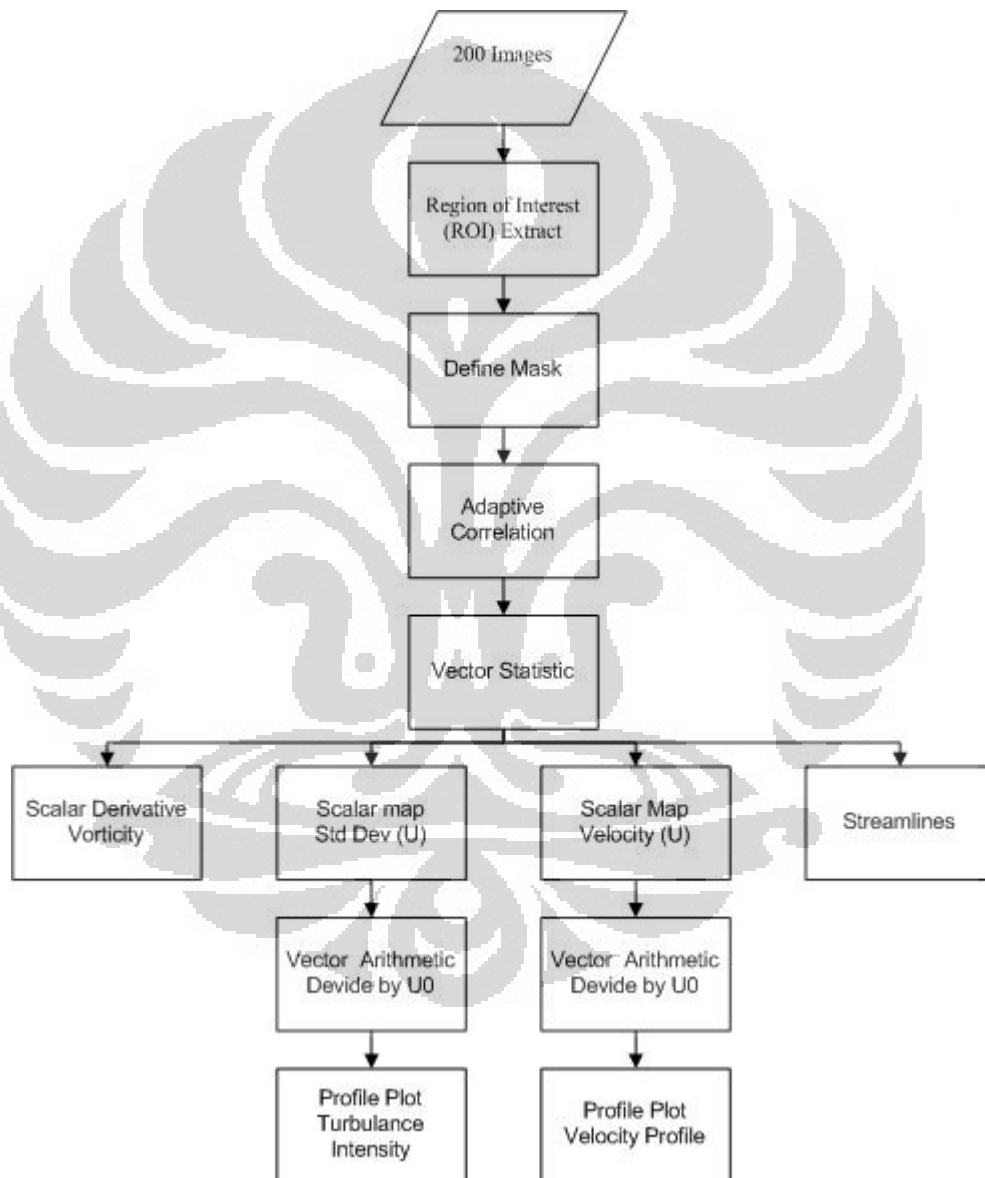 200 Images
Region of Interest
(ROI) Extract
Define Mask
Adaptive
Correlation
Vector Statistic
Scalar Derivative
Vorticity
Scalar map
Std Dev (U)
Scalar Map
Velocity (U)
Streamlines
Vector Arithmetic
Devide by U0
Vector Arithmetic
Devide by U0
Profile Plot
Turbulance
Intensity
Profile Plot
Velocity Profile